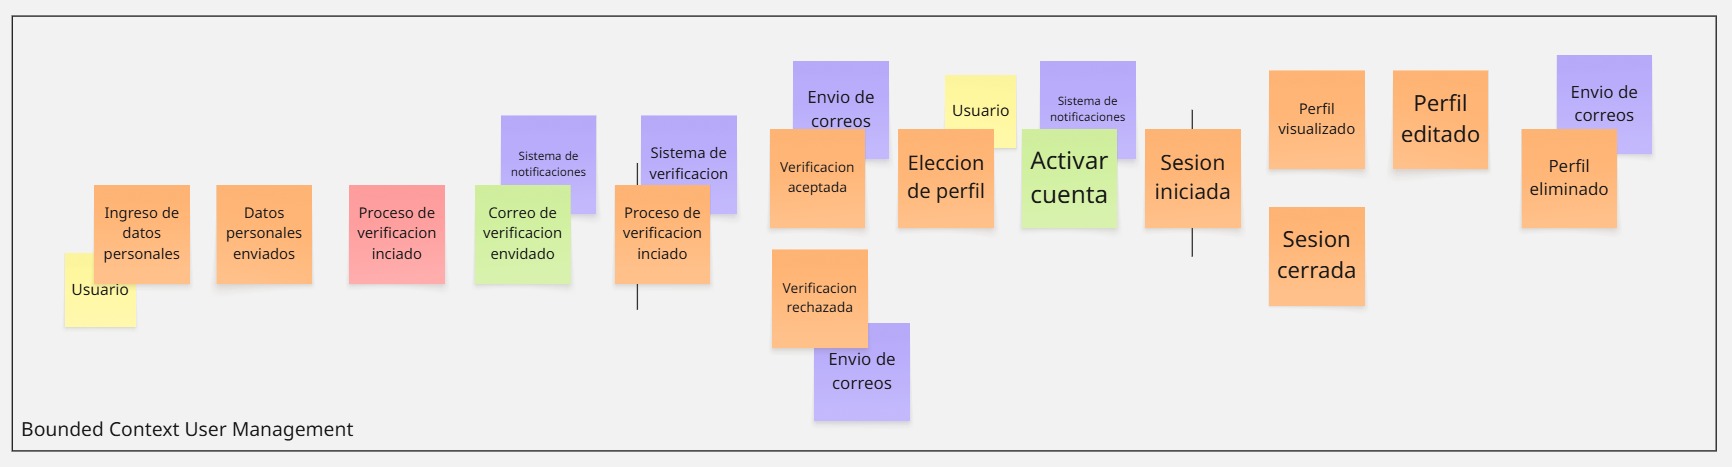 Usuario
Ingreso de
datos
personales
Datos
personales
enviados
Proceso de
verificacion
inciado
Sistema de
notificaciones
Correo de
verificacion
envidado
Sistema de
verificacion
Proceso de
verificacion
inciado
Envio de
correos
Verificacion
aceptada
Verificacion
rechazada
Envio de
correos
Usuario
Eleccion
de perfil
Sistema de
notificaciones
Activar
cuenta
Sesion
iniciada
Perfil
visualizado
Sesion
cerrada
Perfil
editado
Envio de
correos
Perfil
eliminado
Bounded Context User Management